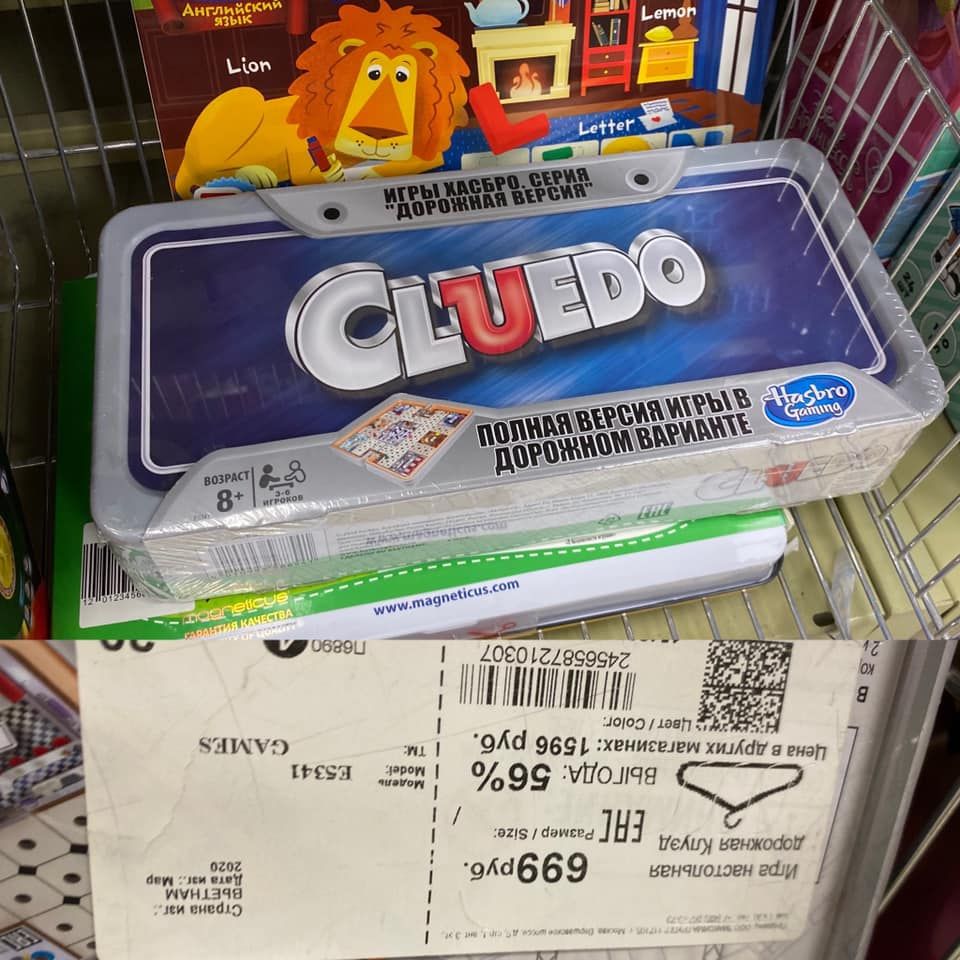 Английский
язык
Lion
Lemon
Letter
ИГРЫ ХАСБРО. СЕРИЯ
"ДОРОЖНАЯ ВЕРСИЯ"
CLUEDO
ПОЛНАЯ ВЕРСИЯ ИГРЫ В
ДОРОЖНОМ ВАРИАНТЕ
Hasbro
Gaming
ВОЗРАСТ
8+
3-6
ИГРОКОВ
magneticus
ГАРАНТИЯ КАЧЕСТВА
www.magneticus.com
Игра настольная
дорожная Клуэд
699руб.
EAC Размер / Size:
/
ВЫГОДА: 56%
Цена в других магазинах: 1596 руб.
Цвет / Color:
2456587210307
Страна изг.:
ВЬЕТНАМ
Дата изг.: Мар
2020
Модель
Model:
E5341
TM:
GAMES
П6890